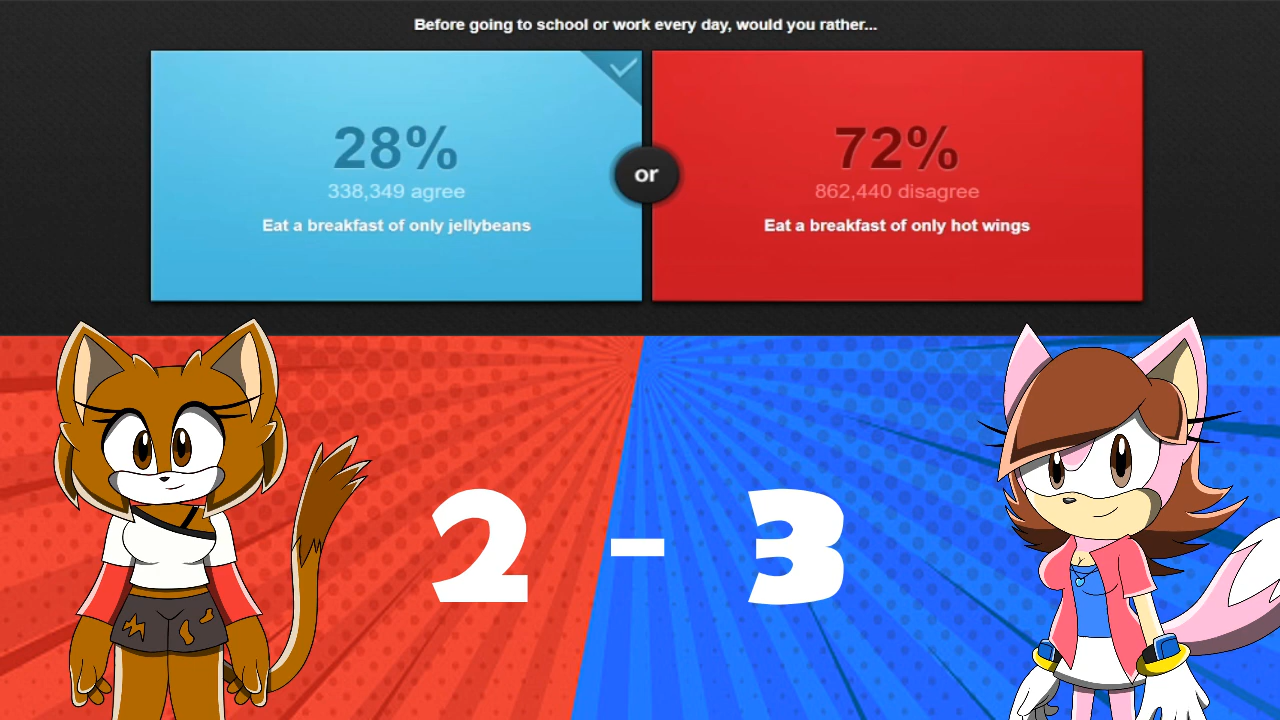 Before going to school or work every day, would you rather...
28%
338,349 agree
Eat a breakfast of only jellybeans
or
72%
862,440 disagree
Eat a breakfast of only hot wings
2 - 3